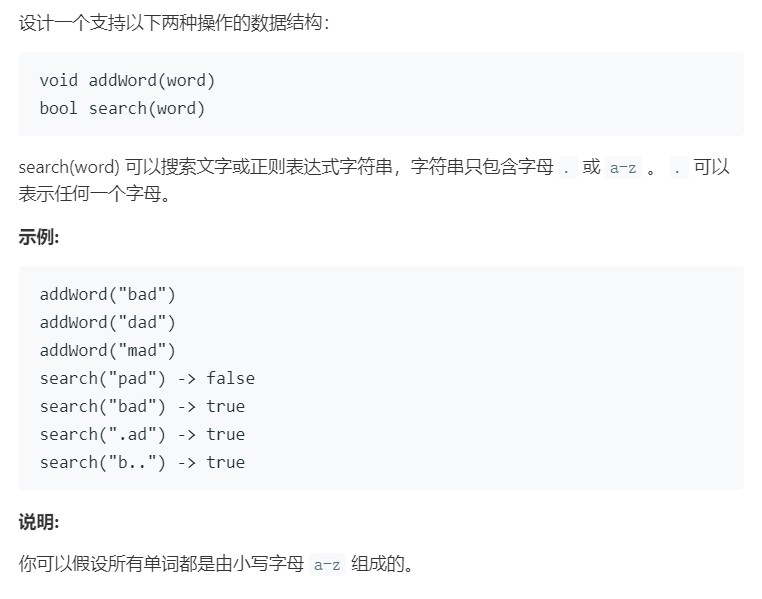 设计一个支持以下两种操作的数据结构：
void addWord(word)
bool search(word)
search(word) 可以搜索文字或正则表达式字符串，字符串只包含字母 . 或 a-z 。 . 可以
表示任何一个字母。
示例:
addWord("bad")
addWord("dad")
addWord("mad")
search("pad") -> false
search("bad") -> true
search(".ad") -> true
search("b..") -> true
说明:
你可以假设所有单词都是由小写字母 a-z 组成的。